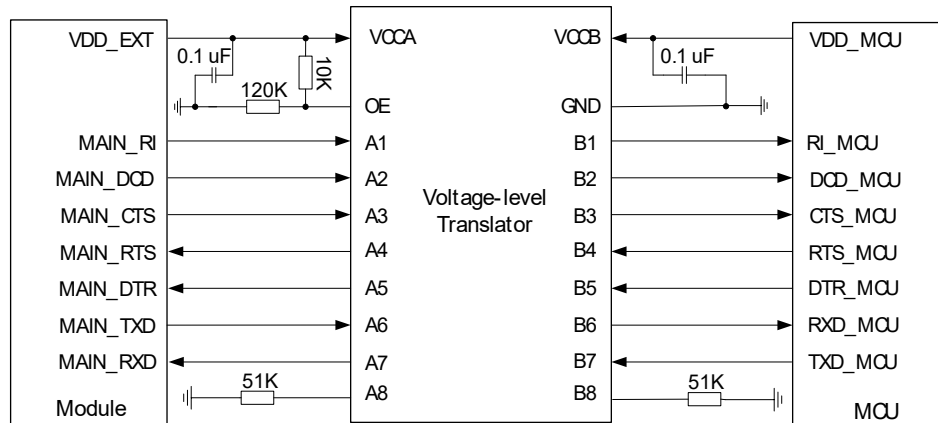 VDD_EXT
VCCA
VCCB
VDD_MCU
0.1 uF
10K
0.1 uF
120K
OE
GND
MAIN_RI
A1
B1
RI_MCU
MAIN_DCD
A2
B2
DCD_MCU
Voltage-level
Translator
MAIN_CTS
A3
B3
CTS_MCU
MAIN_RTS
A4
B4
RTS_MCU
MAIN_DTR
A5
B5
DTR_MCU
MAIN_TXD
A6
B6
RXD_MCU
MAIN_RXD
A7
B7
TXD_MCU
51K
A8
B8
51K
Module
MCU